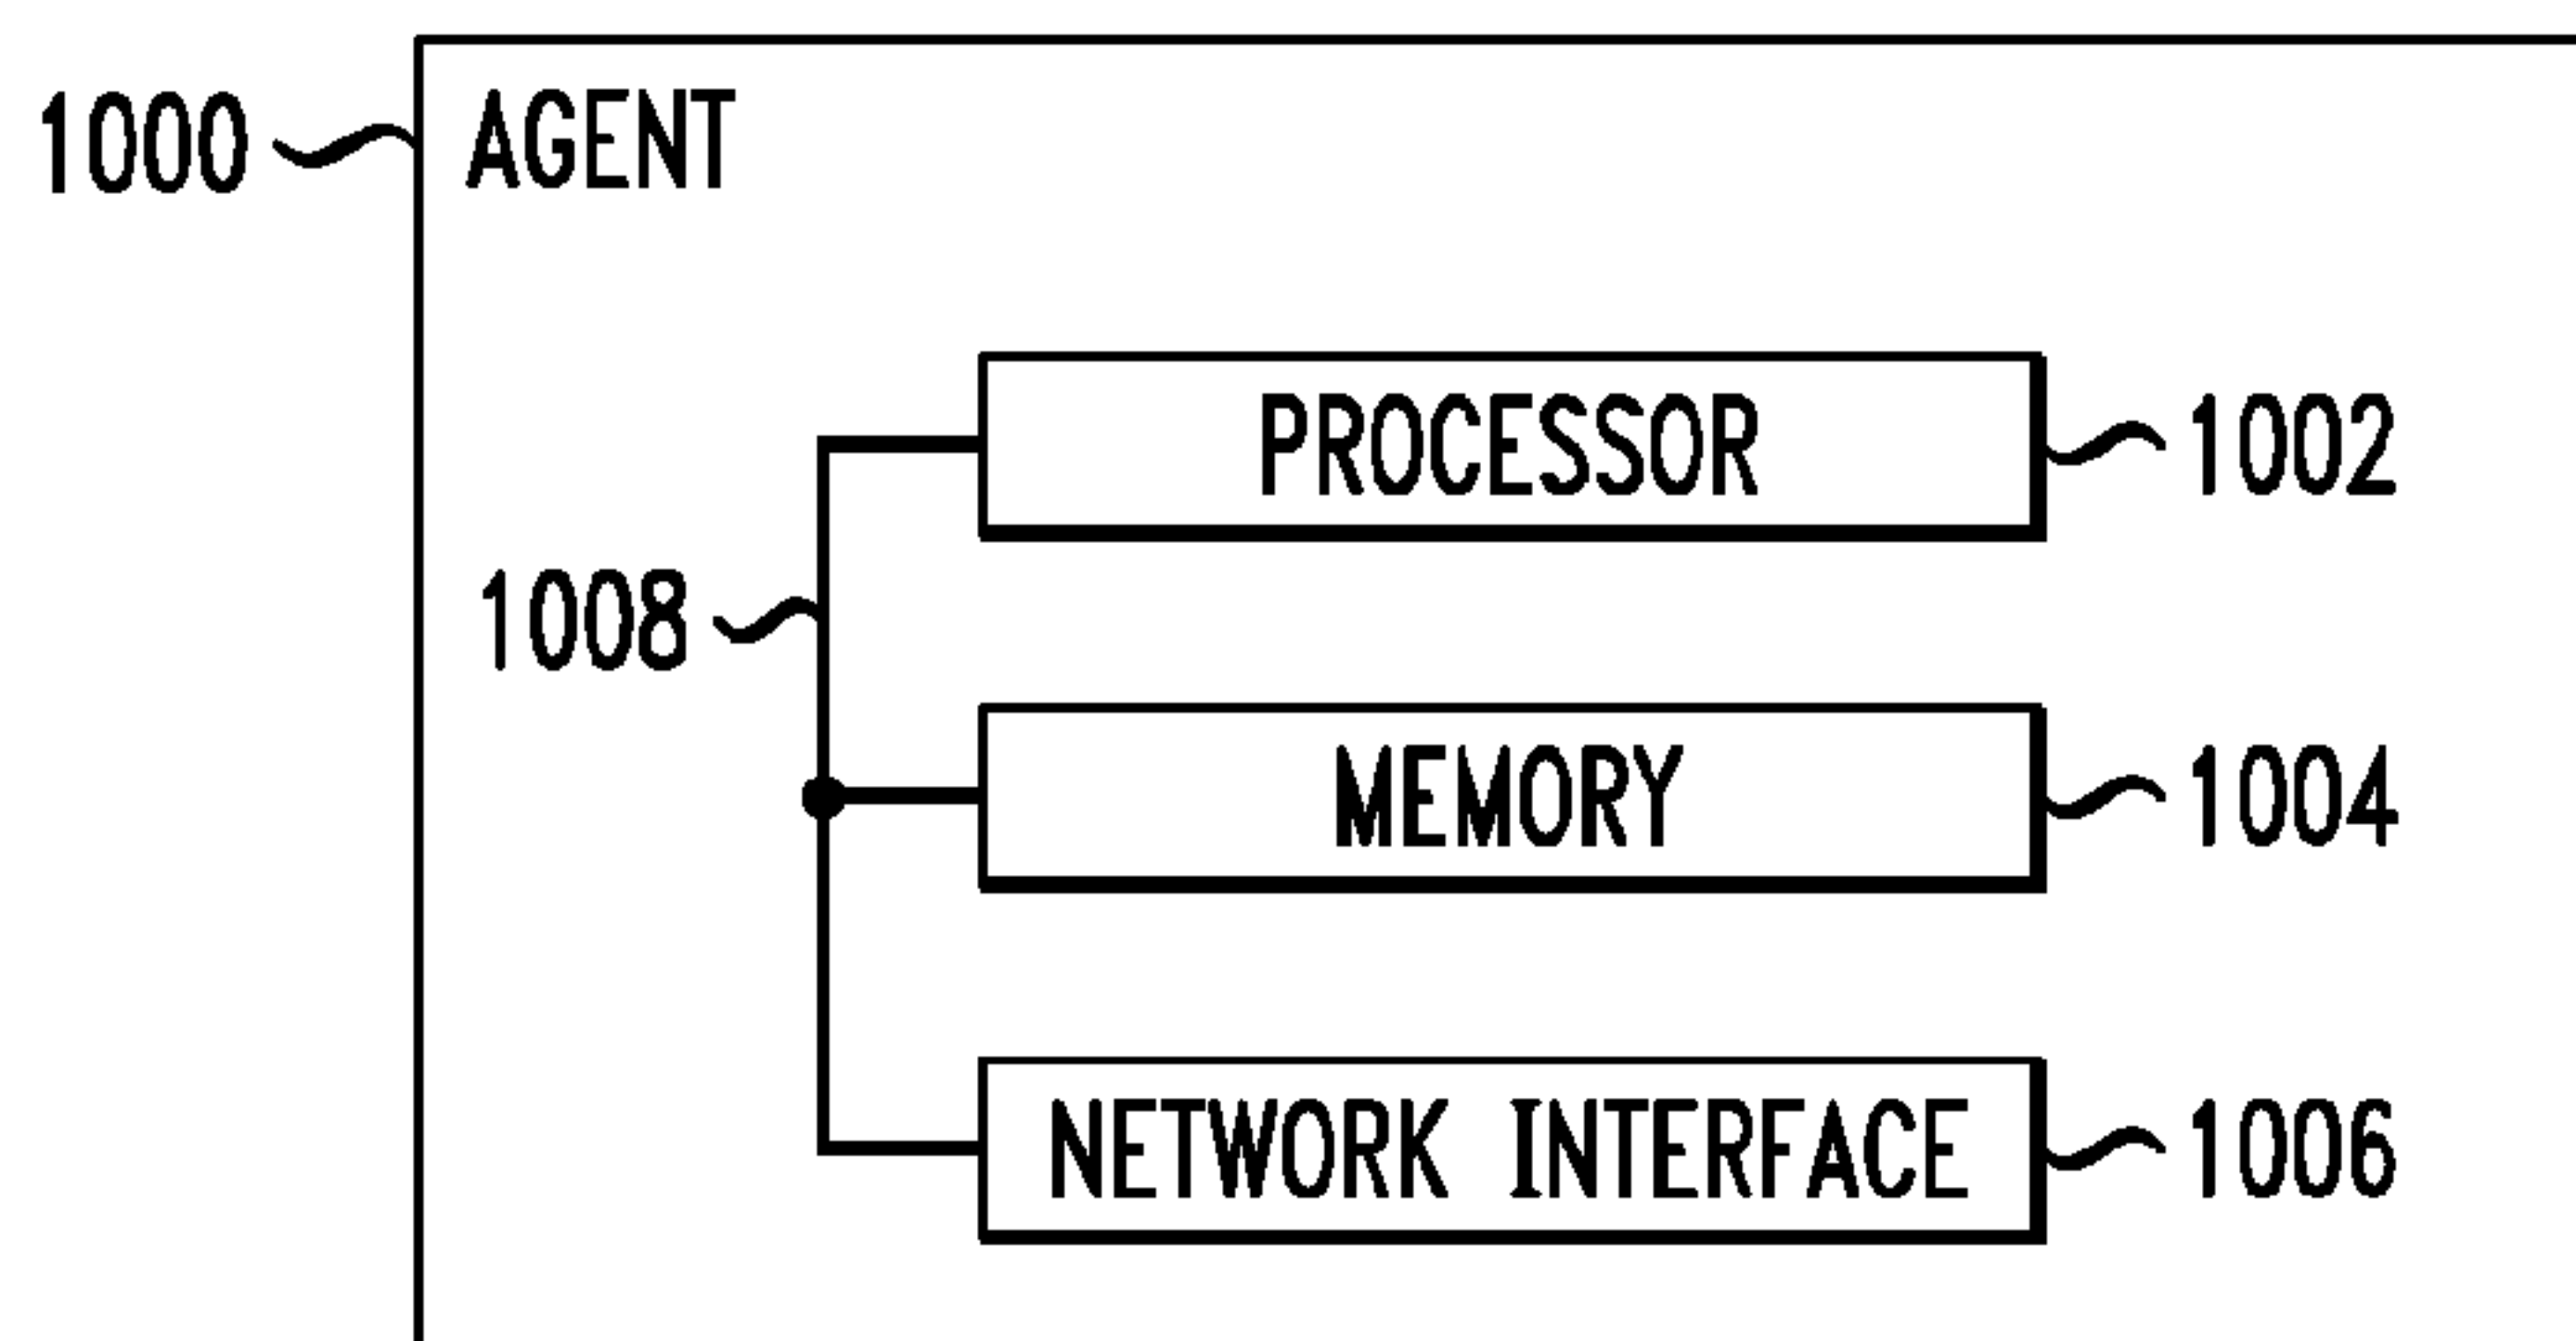 1000 AGENT
PROCESSOR 1002
1008
MEMORY 1004
NETWORK INTERFACE 1006